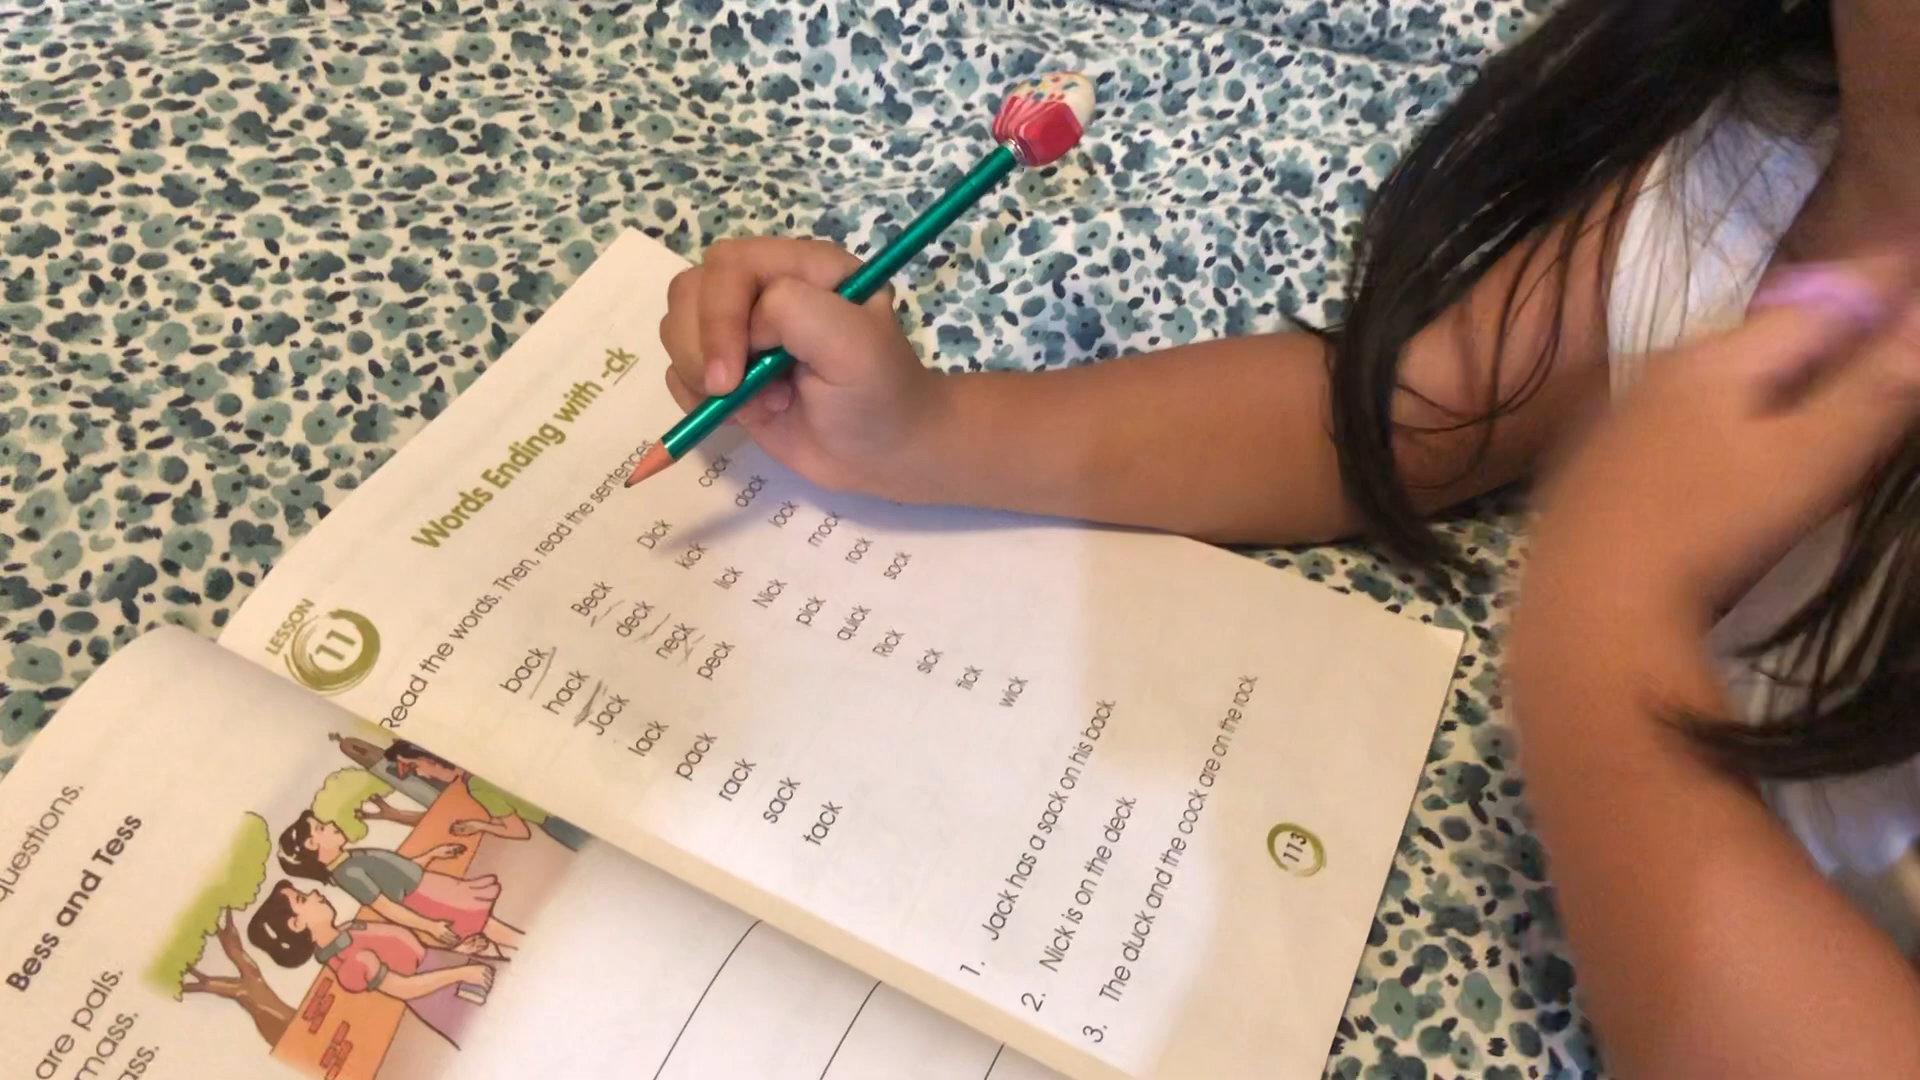 questions.
Bess and Tess
are pals.
mass.
ass.
LESSON
11
Words Ending with -ck
Read the words. Then, read the sentences
back Beck Dick cock
hack deck kick dock
Jack neck lick lock
lack peck Nick mock
pack pick rock
rack quick sock
sack Rick
tack sick
tick
wick
1. Jack has a sack on his back.
2. Nick is on the deck.
3. The duck and the cock are on the rock.
113